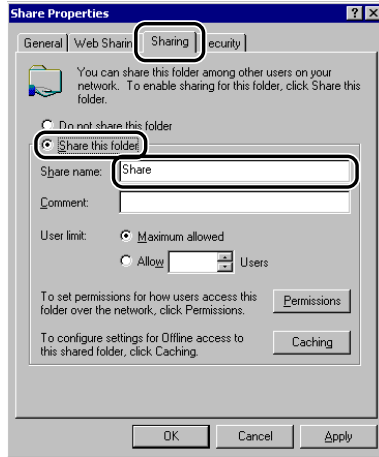 Share Properties
General Web Sharin Sharing ecurity
You can share this folder among other users on your
network. To enable sharing for this folder, click Share this
folder.
Do not share this folder
Share this folder
Share name: Share
Comment:
User limit: Maximum allowed
Allow Users
To set permissions for how users access this
folder over the network, click Permissions.
Permissions
To configure settings for Offline access to
this shared folder, click Caching.
Caching
OK Cancel Apply